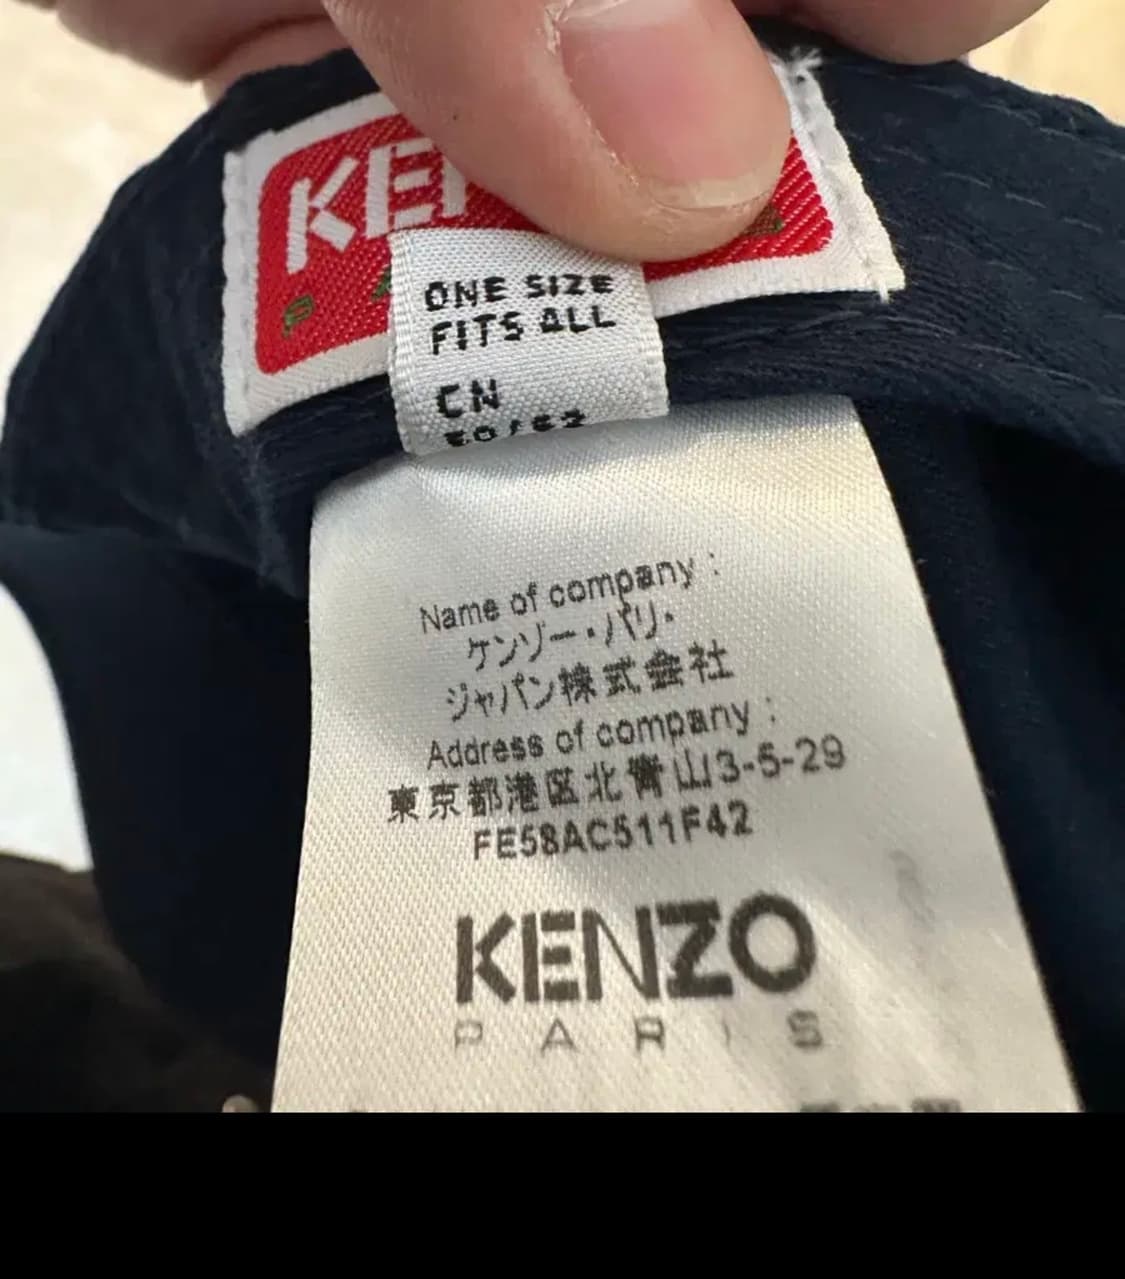 KE
P A
ONE SIZE
FITS ALL
CN
Name of company :
ケンゾー・パリ・
ジャパン株式会社
Address of company :
東京都港区北青山3-5-29
FE58AC511F42
KENZO
PARIS